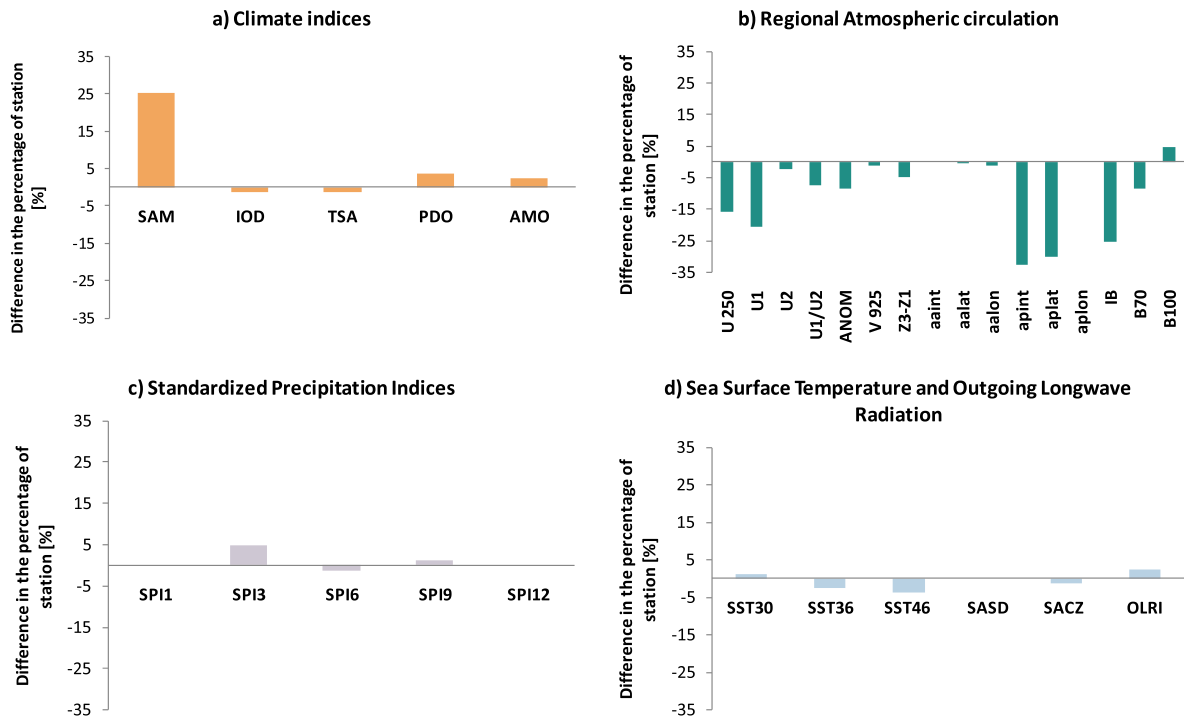 a) Climate indices
Difference in the percentage of station
[%]
35
25
15
5
-5
-15
-25
-35
SAM IOD TSA PDO AMO
b) Regional Atmospheric circulation
Difference in the percentage of
station [%]
35
25
15
5
-5
-15
-25
-35
U 250
U1
U2
U1/U2
ANOM
V 925
Z3-Z1
aaint
aalat
aalon
apint
aplat
aplon
IB
B70
B100
c) Standardized Precipitation Indices
Difference in the percentage of
station [%]
35
25
15
5
-5
-15
-25
-35
SPI1 SPI3 SPI6 SPI9 SPI12
d) Sea Surface Temperature and Outgoing Longwave
Radiation
Difference in the percentage of
station [%]
35
25
15
5
-5
-15
-25
-35
SST30 SST36 SST46 SASD SACZ OLRI